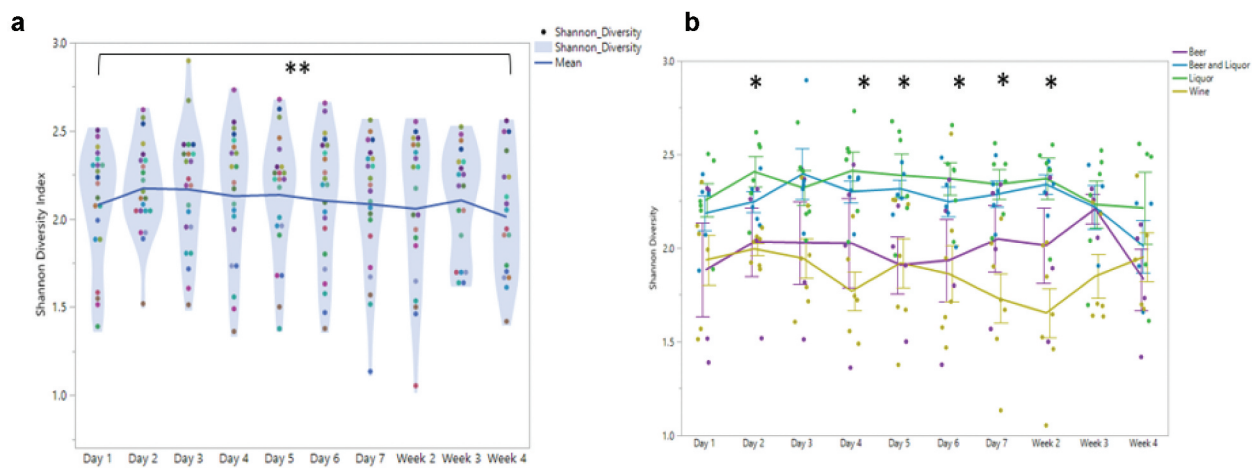 a
Shannon_Diversity
Shannon_Diversity
Mean
Shannon Diversity Index
3.0
2.5
2.0
1.5
1.0
**
Day 1 Day 2 Day 3 Day 4 Day 5 Day 6 Day 7 Week 2 Week 3 Week 4
b
Beer
Beer and Liquor
Liquor
Wine
Shannon Diversity
3.0
2.5
2.0
1.5
1.0
* * * * * *
Day 1 Day 2 Day 3 Day 4 Day 5 Day 6 Day 7 Week 2 Week 3 Week 4